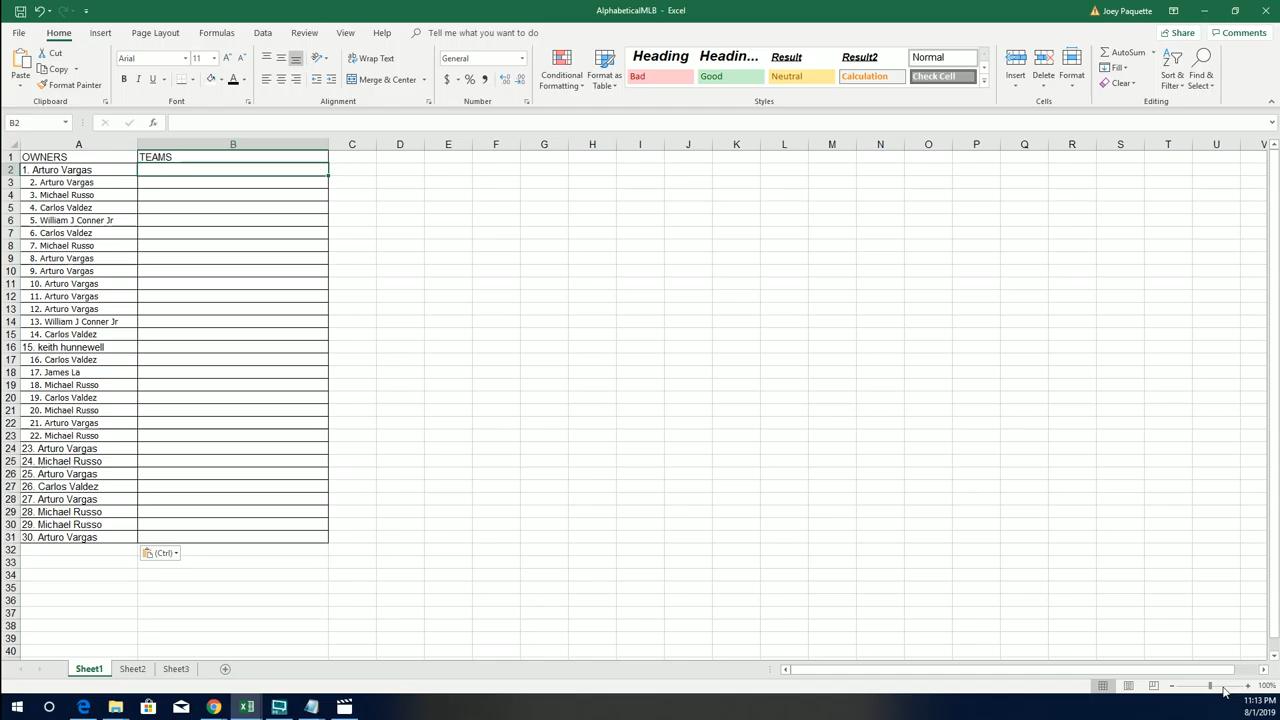 AlphabeticalMLB - Excel
Joey Paquette
File Home Insert Page Layout Formulas Data Review View Help Tell me what you want to do
Share Comments
Paste
Cut
Copy
Format Painter
Clipboard
Arial 11
B I U
Font
Wrap Text
Merge & Center
Alignment
General
$ % ,
Number
Conditional Formatting
Format as Table
Heading Headin... Result Result2 Normal
Bad Good Neutral Calculation Check Cell
Styles
Insert Delete Format
Cells
AutoSum
Fill
Clear
Sort & Filter
Find & Select
Editing
B2 fx
A B C D E F G H I J K L M N O P Q R S T U V
1 OWNERS TEAMS
2 1. Arturo Vargas
3 2. Arturo Vargas
4 3. Michael Russo
5 4. Carlos Valdez
6 5. William J Conner Jr
7 6. Carlos Valdez
8 7. Michael Russo
9 8. Arturo Vargas
10 9. Arturo Vargas
11 10. Arturo Vargas
12 11. Arturo Vargas
13 12. Arturo Vargas
14 13. William J Conner Jr
15 14. Carlos Valdez
16 15. keith hunnewell
17 16. Carlos Valdez
18 17. James La
19 18. Michael Russo
20 19. Carlos Valdez
21 20. Michael Russo
22 21. Arturo Vargas
23 22. Michael Russo
24 23. Arturo Vargas
25 24. Michael Russo
26 25. Arturo Vargas
27 26. Carlos Valdez
28 27. Arturo Vargas
29 28. Michael Russo
30 29. Michael Russo
31 30. Arturo Vargas
32 (Ctrl)
33
34
35
36
37
38
39
40
Sheet1 Sheet2 Sheet3
100%
11:13 PM
8/1/2019